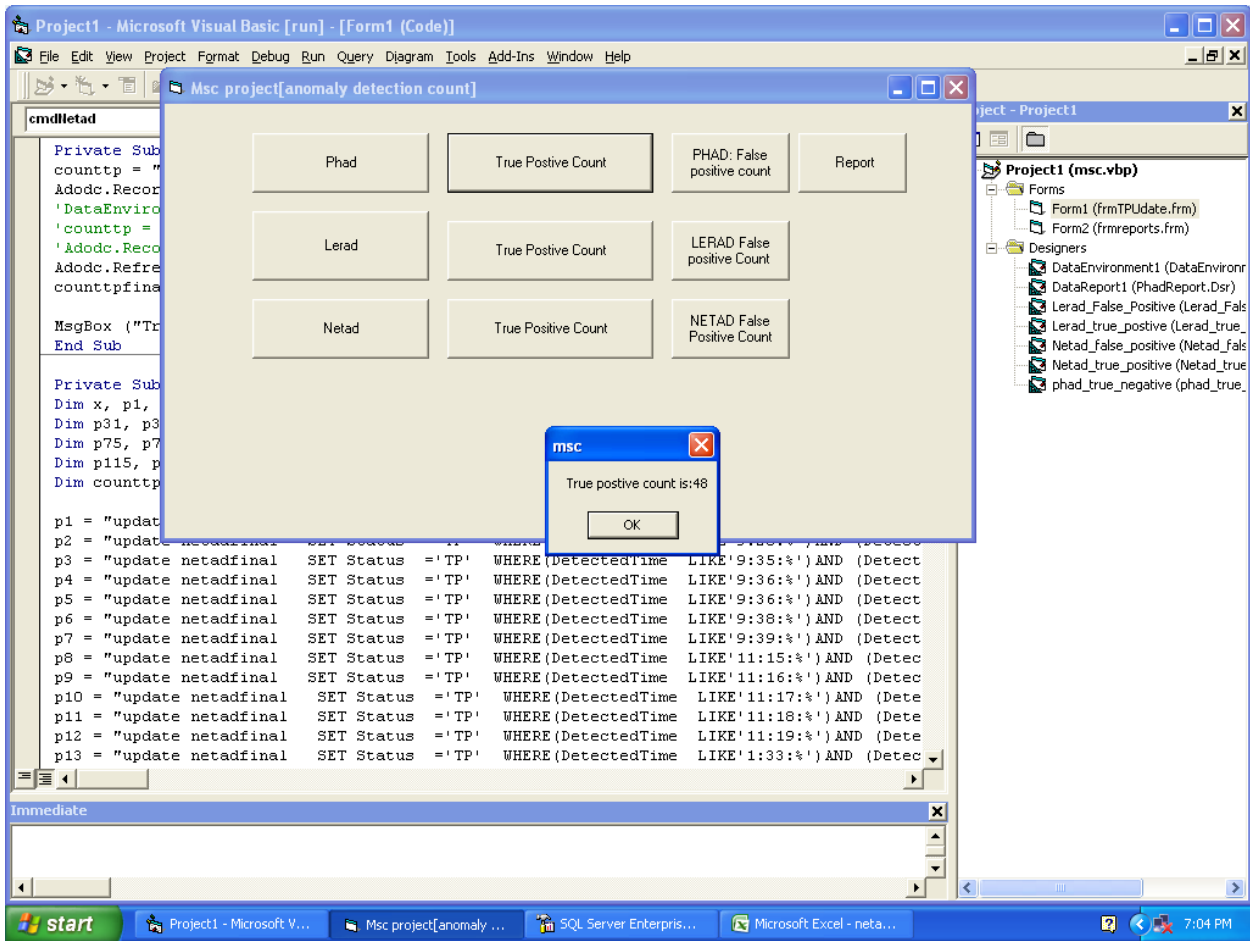 Project1 - Microsoft Visual Basic [run] - [Form1 (Code)]
File Edit View Project Format Debug Run Query Diagram Tools Add-Ins Window Help
Msc project[anomaly detection count]
Phad
True Postive Count
PHAD: False
positive count
Report
Lerad
True Postive Count
LERAD False
positive Count
Netad
True Positive Count
NETAD False
Positive Count
msc
True postive count is:48
OK
cmdNetad
Private Sub
counttp = "
Adodc.Recor
'DataEnviro
'counttp =
'Adodc.Reco
Adodc.Refre
counttpfina
MsgBox ("Tr
End Sub
Private Sub
Dim x, p1,
Dim p31, p3
Dim p75, p7
Dim p115, p
Dim counttp
p1 = "updat
p2 = "updat
p3 = "update netadfinal SET Status ='TP' WHERE(DetectedTime LIKE'9:35:%')AND (Detect
p4 = "update netadfinal SET Status ='TP' WHERE(DetectedTime LIKE'9:36:%')AND (Detect
p5 = "update netadfinal SET Status ='TP' WHERE(DetectedTime LIKE'9:36:%')AND (Detect
p6 = "update netadfinal SET Status ='TP' WHERE(DetectedTime LIKE'9:38:%')AND (Detect
p7 = "update netadfinal SET Status ='TP' WHERE(DetectedTime LIKE'9:39:%')AND (Detect
p8 = "update netadfinal SET Status ='TP' WHERE(DetectedTime LIKE'11:15:%')AND (Detec
p9 = "update netadfinal SET Status ='TP' WHERE(DetectedTime LIKE'11:16:%')AND (Detec
p10 = "update netadfinal SET Status ='TP' WHERE(DetectedTime LIKE'11:17:%')AND (Dete
p11 = "update netadfinal SET Status ='TP' WHERE(DetectedTime LIKE'11:18:%')AND (Dete
p12 = "update netadfinal SET Status ='TP' WHERE(DetectedTime LIKE'11:19:%')AND (Dete
p13 = "update netadfinal SET Status ='TP' WHERE(DetectedTime LIKE'1:33:%')AND (Detec
Immediate
ject - Project1
Project1 (msc.vbp)
Forms
Form1 (frmTPUdate.frm)
Form2 (frmreports.frm)
Designers
DataEnvironment1 (DataEnvironr
DataReport1 (PhadReport.Dsr)
Lerad_False_Positive (Lerad_Fals
Lerad_true_postive (Lerad_true_
Netad_false_positive (Netad_fals
Netad_true_positive (Netad_true
phad_true_negative (phad_true_
start
Project1 - Microsoft V...
Msc project[anomaly ...
SQL Server Enterpris...
Microsoft Excel - neta...
7:04 PM